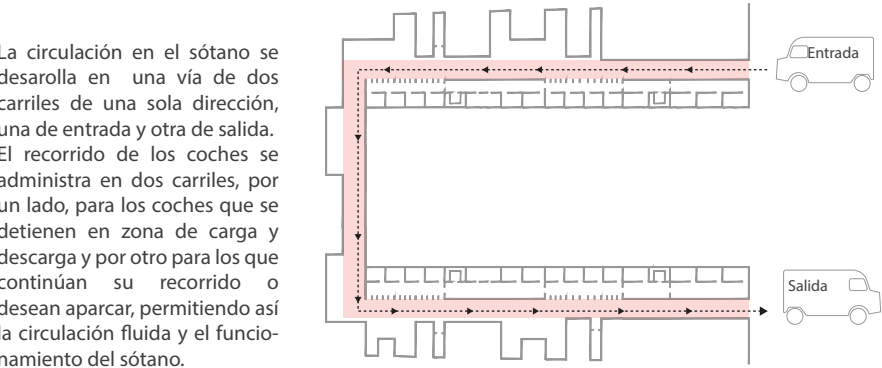 La circulación en el sótano se
desarolla en una vía de dos
carriles de una sola dirección,
una de entrada y otra de salida.
El recorrido de los coches se
administra en dos carriles, por
un lado, para los coches que se
detienen en zona de carga y
descarga y por otro para los que
continúan su recorrido o
desean aparcar, permitiendo así
la circulación fluida y el funcio-
namiento del sótano.
Entrada
Salida